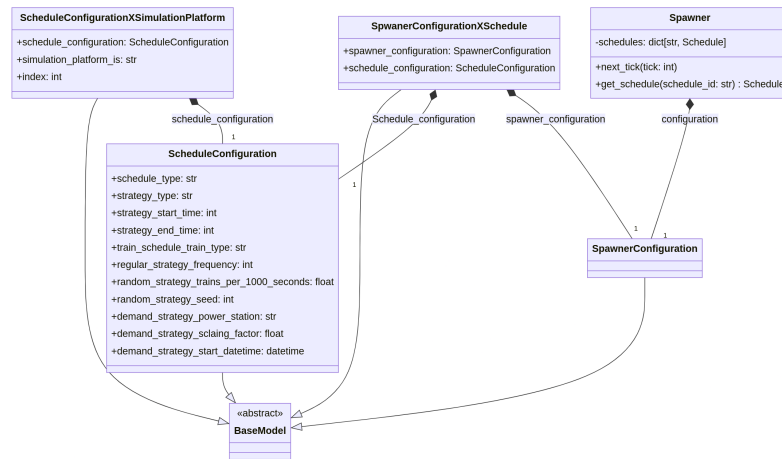 ScheduleConfigurationXSimulationPlatform
+schedule_configuration: ScheduleConfiguration
+simulation_platform_is: str
+index: int
SpwanerConfigurationXSchedule
+spawner_configuration: SpawnerConfiguration
+schedule_configuration: ScheduleConfiguration
Spawner
-schedules: dict[str, Schedule]
+next_tick(tick: int)
+get_schedule(schedule_id: str) : Schedule
schedule_configuration
Schedule_configuration
spawner_configuration
configuration
1
1
1
1
ScheduleConfiguration
+schedule_type: str
+strategy_type: str
+strategy_start_time: int
+strategy_end_time: int
+train_schedule_train_type: str
+regular_strategy_frequency: int
+random_strategy_trains_per_1000_seconds: float
+random_strategy_seed: int
+demand_strategy_power_station: str
+demand_strategy_sclaing_factor: float
+demand_strategy_start_datetime: datetime
SpawnerConfiguration
«abstract»
BaseModel